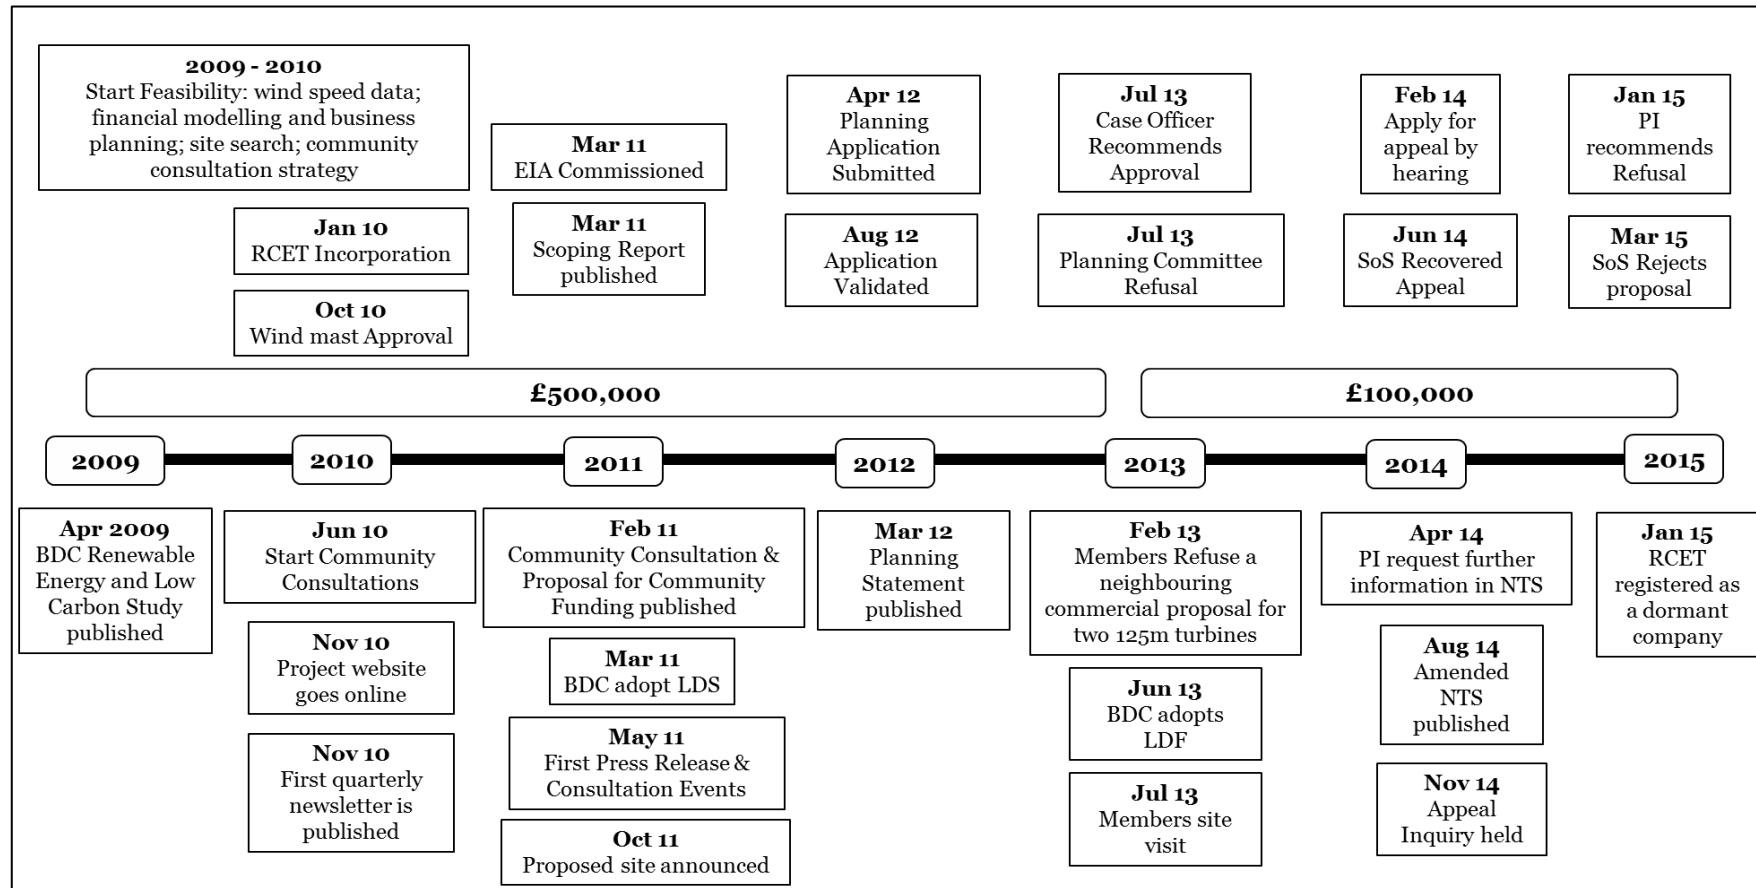 2009 - 2010
Start Feasibility: wind speed data;
financial modelling and business
planning; site search; community
consultation strategy
Jan 10
RCET Incorporation
Oct 10
Wind mast Approval
Mar 11
EIA Commissioned
Mar 11
Scoping Report
published
Apr 12
Planning
Application
Submitted
Aug 12
Application
Validated
Jul 13
Case Officer
Recommends
Approval
Jul 13
Planning Committee
Refusal
Feb 14
Apply for
appeal by
hearing
Jun 14
SoS Recovered
Appeal
Jan 15
PI
recommends
Refusal
Mar 15
SoS Rejects
proposal
£500,000
£100,000
2009
2010
2011
2012
2013
2014
2015
Apr 2009
BDC Renewable
Energy and Low
Carbon Study
published
Jun 10
Start Community
Consultations
Nov 10
Project website
goes online
Nov 10
First quarterly
newsletter is
published
Feb 11
Community Consultation &
Proposal for Community
Funding published
Mar 11
BDC adopt LDS
May 11
First Press Release &
Consultation Events
Oct 11
Proposed site announced
Mar 12
Planning
Statement
published
Feb 13
Members Refuse a
neighbouring
commercial proposal for
two 125m turbines
Jun 13
BDC adopts
LDF
Jul 13
Members site
visit
Apr 14
PI request further
information in NTS
Aug 14
Amended
NTS
published
Nov 14
Appeal
Inquiry held
Jan 15
RCET
registered as
a dormant
company